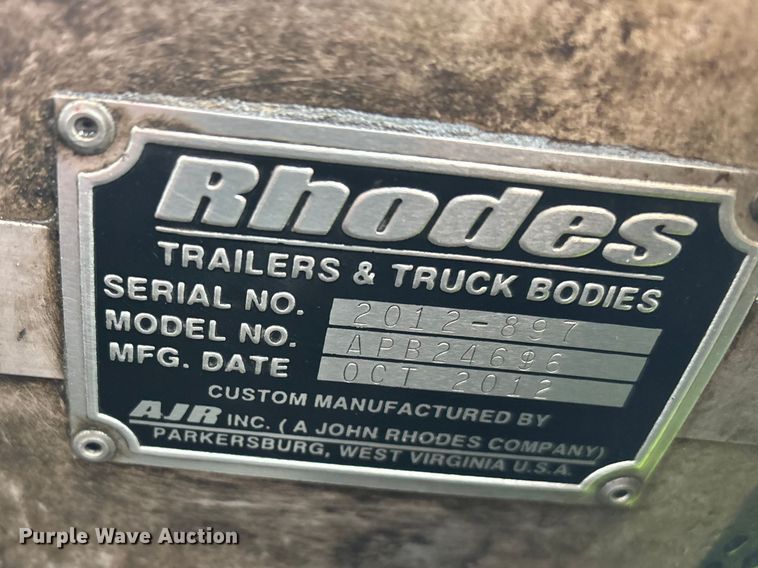 Rhodes
TRAILERS & TRUCK BODIES
SERIAL NO. 2012-897
MODEL NO. APB24696
MFG. DATE OCT 2012
CUSTOM MANUFACTURED BY
AJR INC. ( A JOHN RHODES COMPANY)
PARKERSBURG, WEST VIRGINIA U.S.A.
Purple Wave Auction